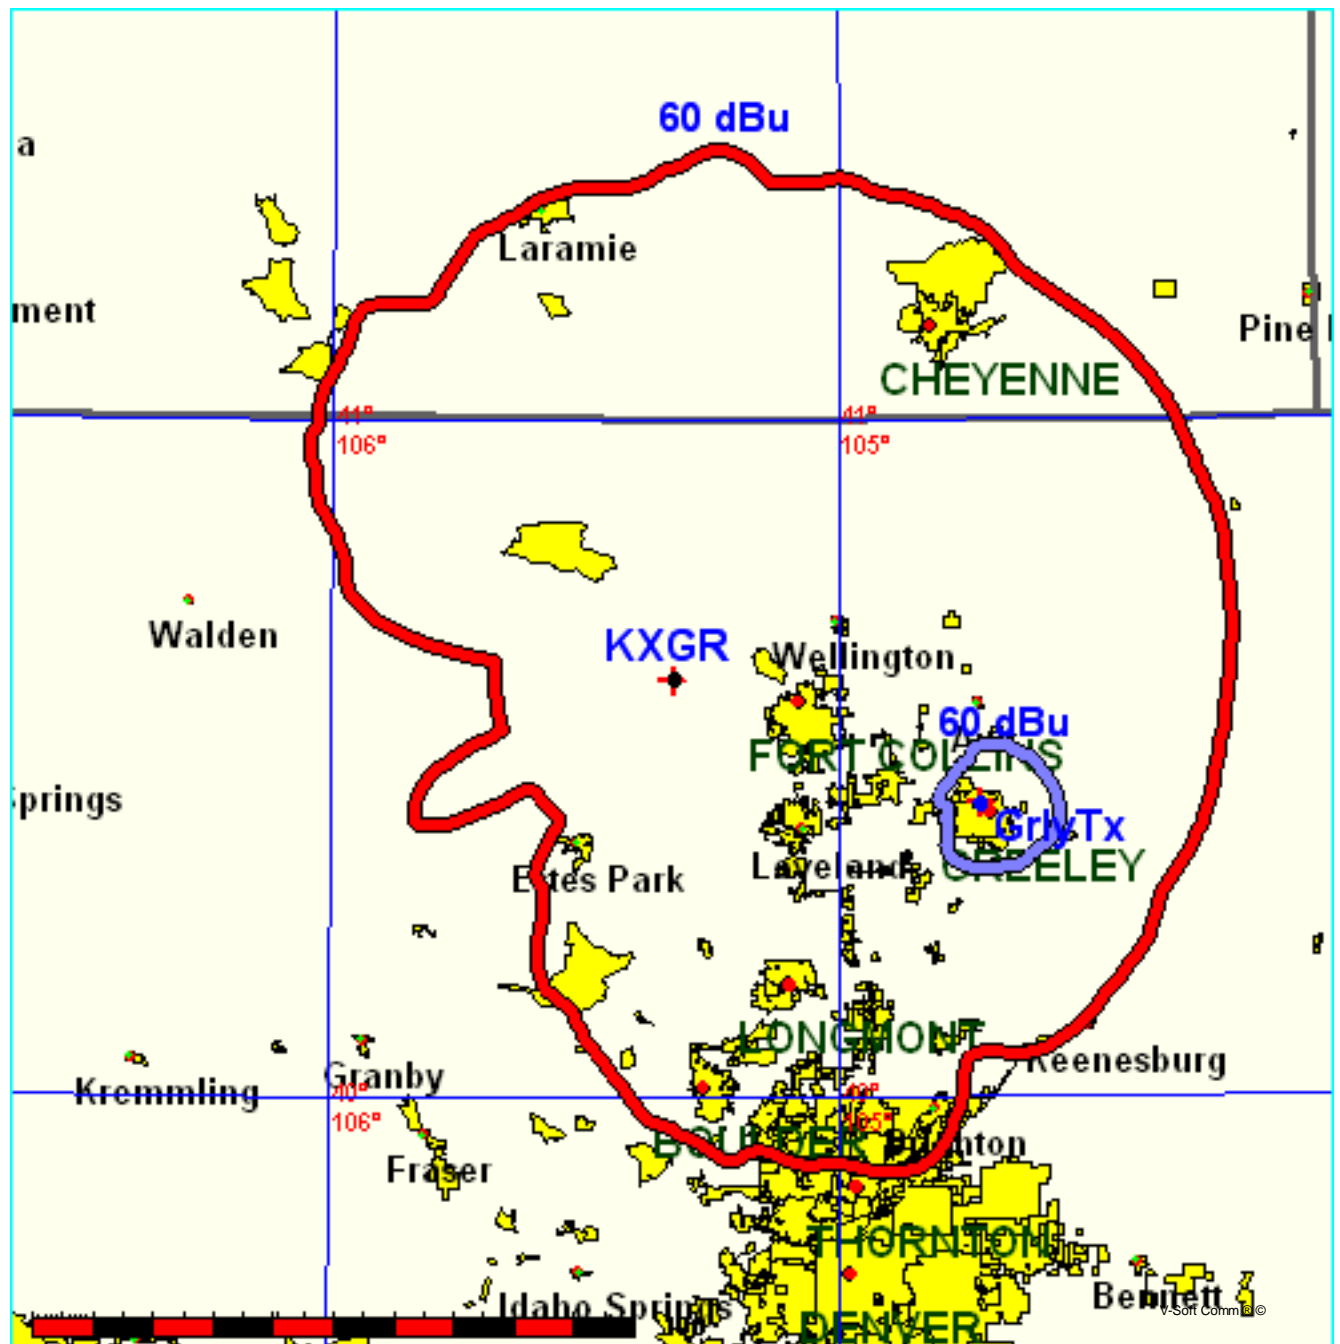 60 dBu
a
Laramie
ment
Pine
CHEYENNE
41°
41°
106°
105°
Walden
KXGR
Wellington
60 dBu
FORT COLLINS
Springs
GrlyTx
Loveland
GREELEY
Estes Park
LONGMONT
Keenesburg
Granby
Kremmling
40°
40°
106°
105°
BOULDER
Brighton
Fraser
THORNTON
Bennett
Idaho Springs
V-Soft Comm® ©
DENVER